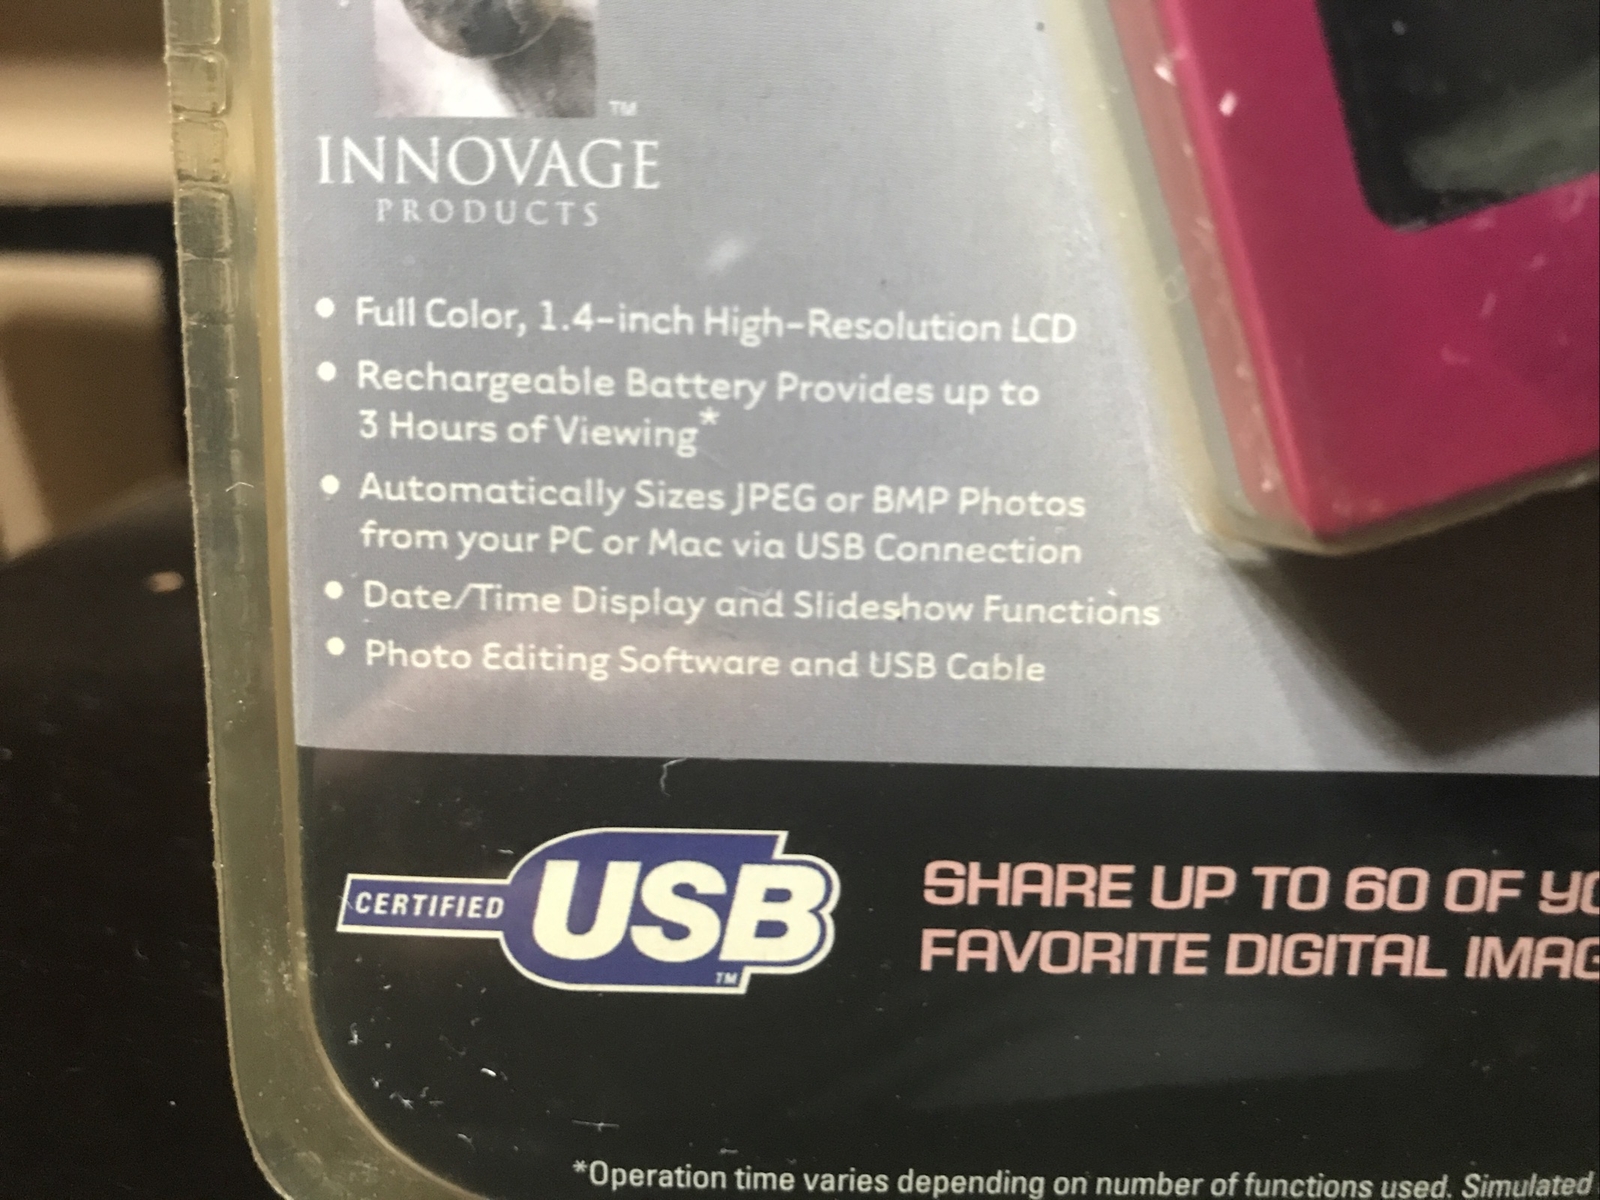 TM
INNOVAGE
PRODUCTS
• Full Color, 1.4-inch High-Resolution LCD
• Rechargeable Battery Provides up to
3 Hours of Viewing*
• Automatically Sizes JPEG or BMP Photos
from your PC or Mac via USB Connection
• Date/Time Display and Slideshow Functions
• Photo Editing Software and USB Cable
CERTIFIED USB TM
SHARE UP TO 60 OF
FAVORITE DIGITAL
*Operation time varies depending on number of functions used. Simulated